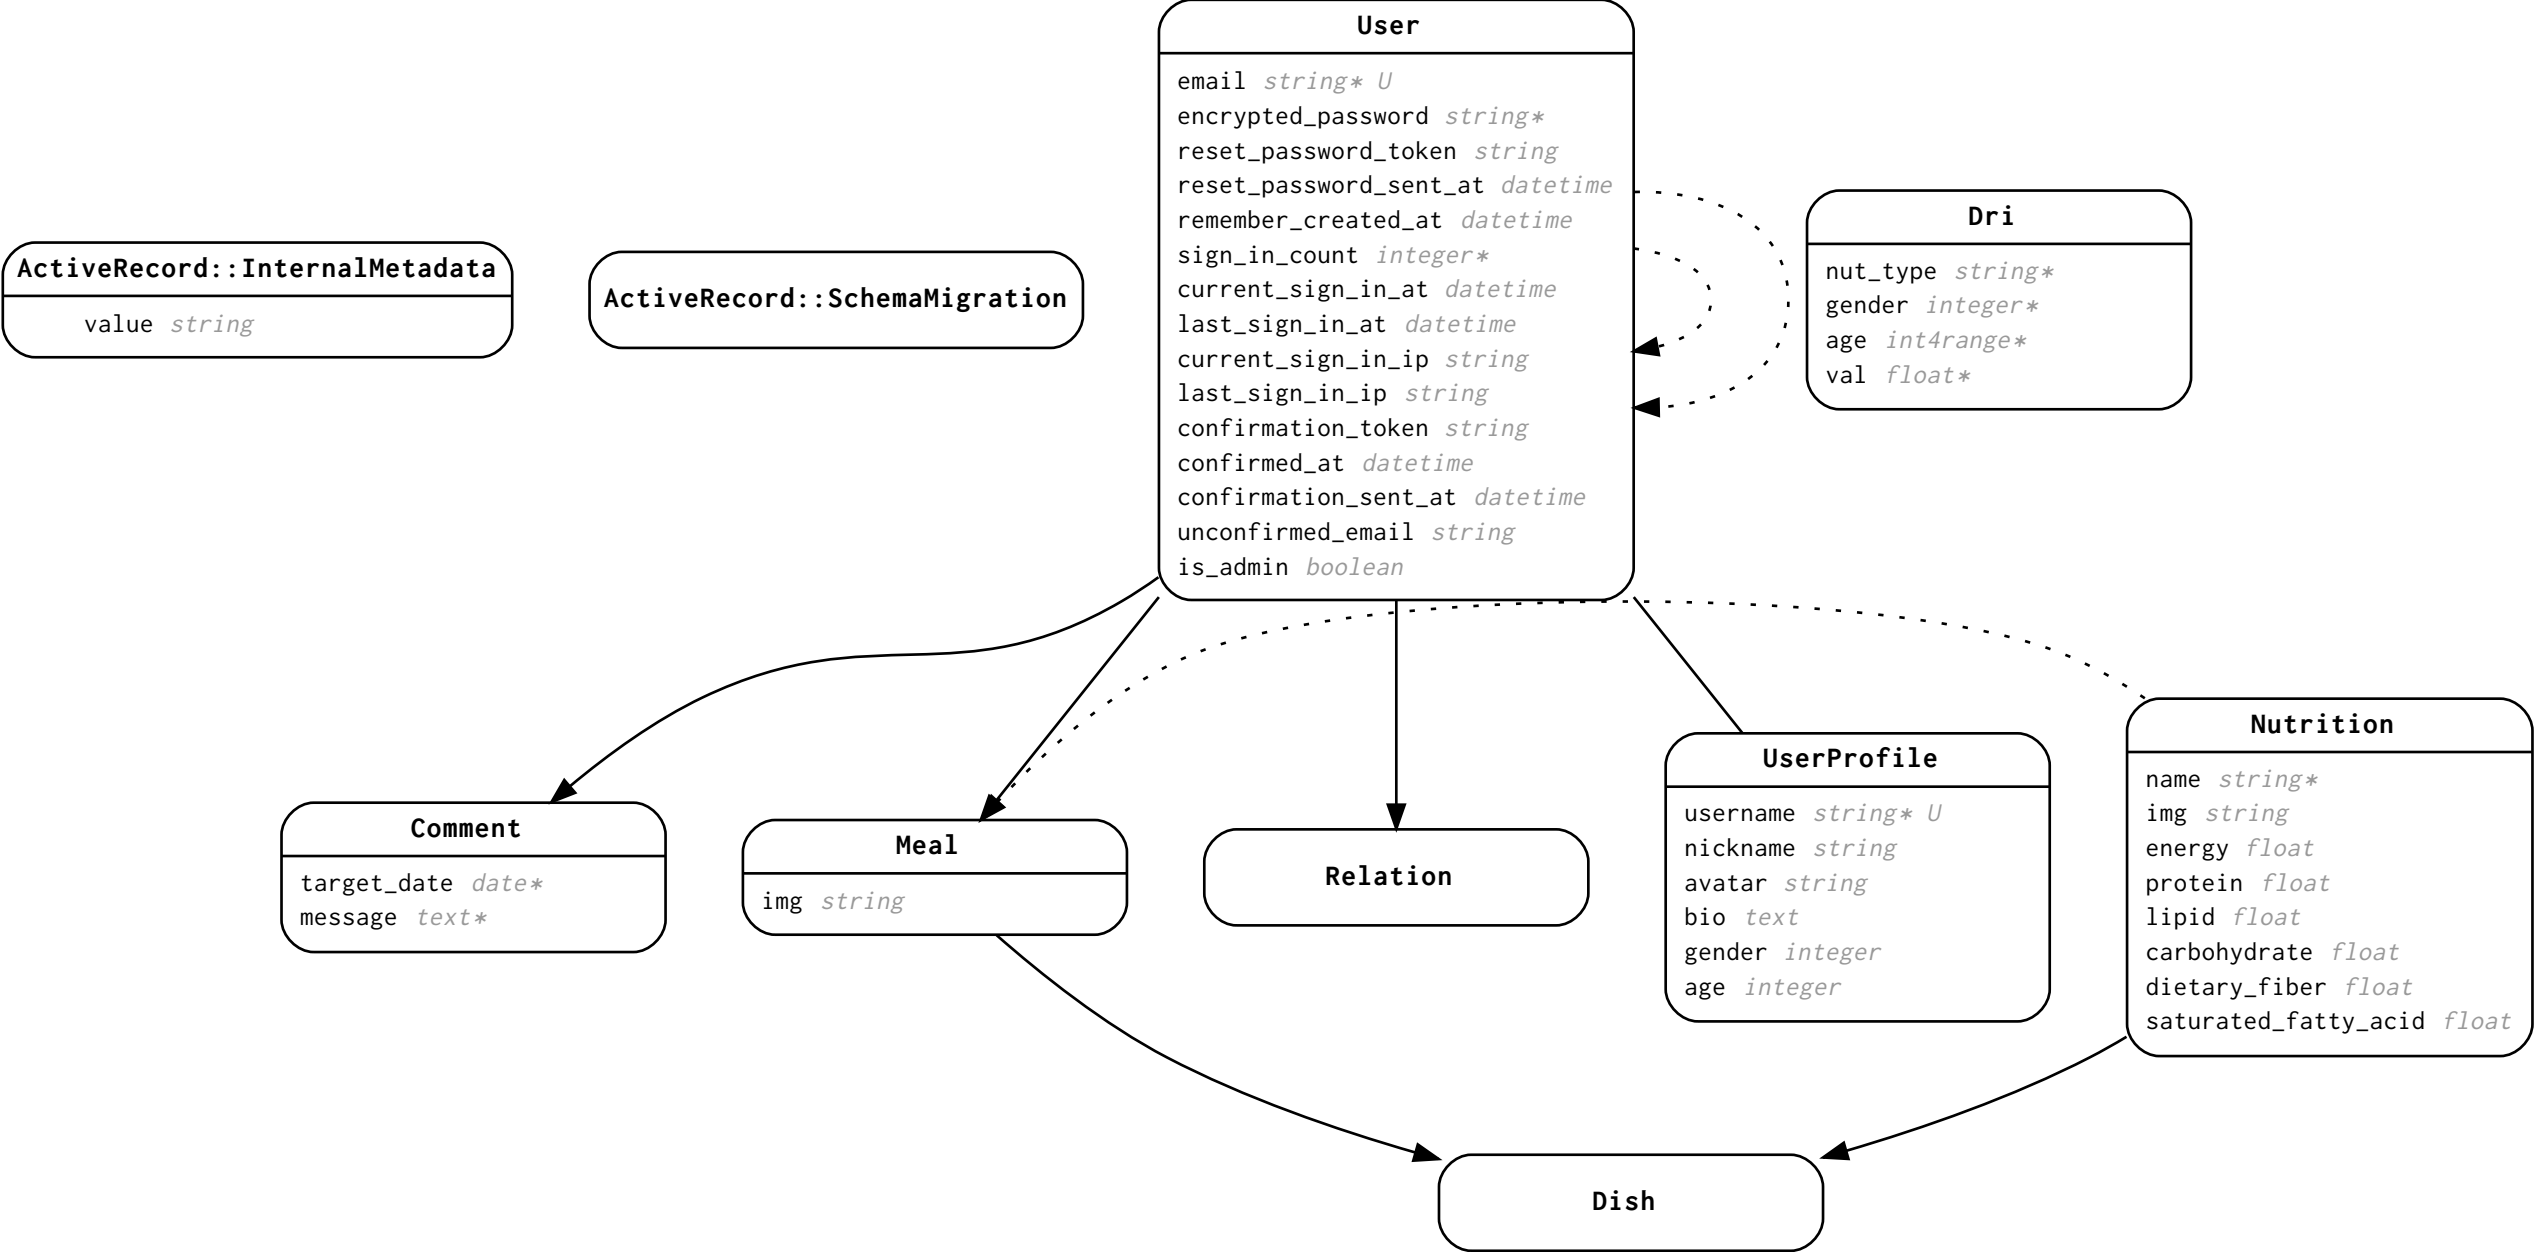 User
email string* U
encrypted_password string*
reset_password_token string
reset_password_sent_at datetime
remember_created_at datetime
sign_in_count integer*
current_sign_in_at datetime
last_sign_in_at datetime
current_sign_in_ip string
last_sign_in_ip string
confirmation_token string
confirmed_at datetime
confirmation_sent_at datetime
unconfirmed_email string
is_admin boolean
Dri
nut_type string*
gender integer*
age int4range*
val float*
ActiveRecord::InternalMetadata
value string
ActiveRecord::SchemaMigration
Comment
target_date date*
message text*
Meal
img string
Relation
UserProfile
username string* U
nickname string
avatar string
bio text
gender integer
age integer
Nutrition
name string*
img string
energy float
protein float
lipid float
carbohydrate float
dietary_fiber float
saturated_fatty_acid float
Dish